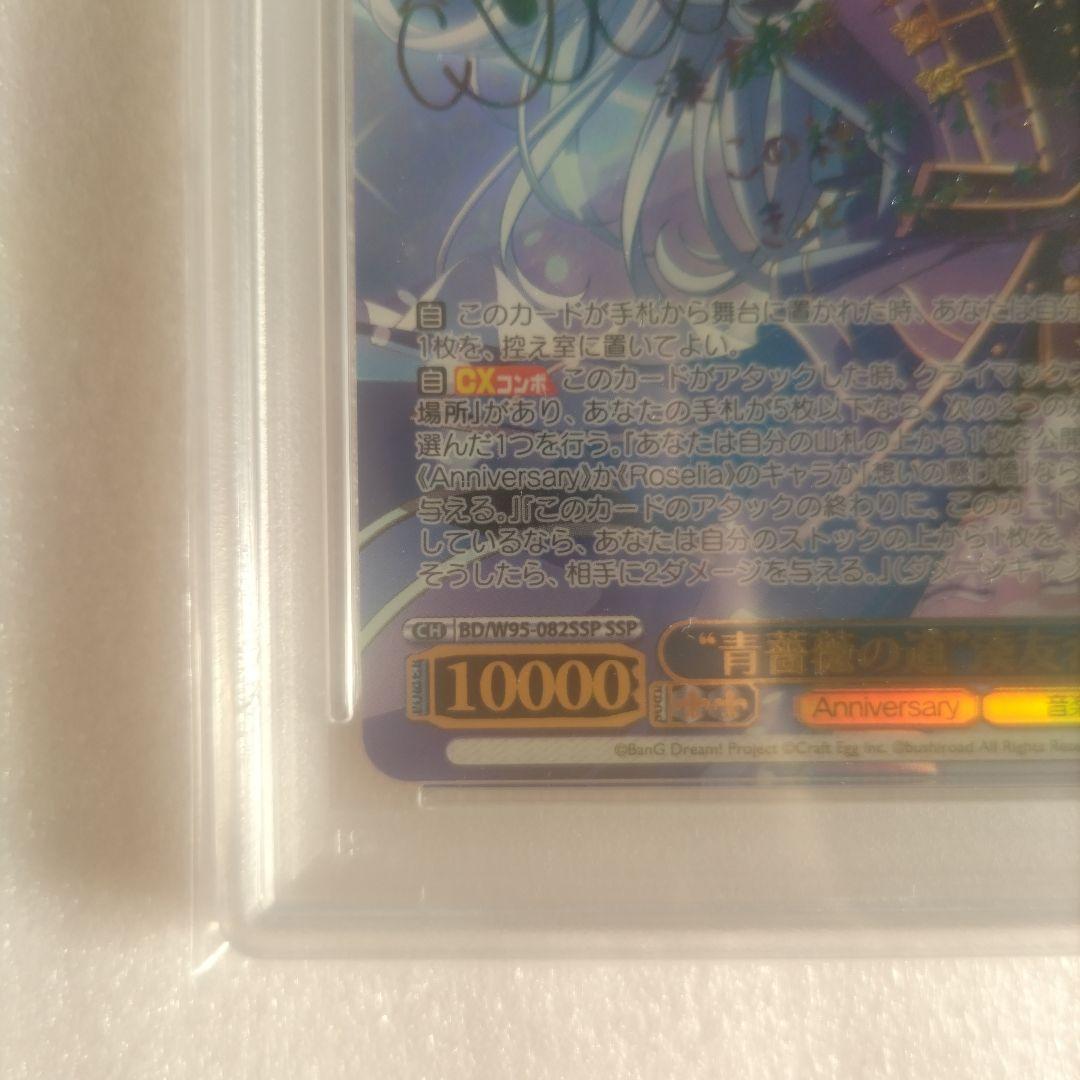 湊
この
き
自 このカードが手札から舞台に置かれた時、あなたは自分
1枚を、控え室に置いてよい。
自 CXコンボ このカードがアタックした時、クライマックス
場所」があり、あなたの手札が5枚以下なら、次の2つの効
選んだ1つを行う。『あなたは自分の山札の上から1枚を公開
《Anniversary》か《Roselia》のキャラか「想いの懸け橋」なら
与える。』『このカードのアタックの終わりに、このカード
しているなら、あなたは自分のストックの上から1枚を、
そうしたら、相手に2ダメージを与える。』（ダメージキャン
CH BD/W95-082SSP SSP
“青薔薇の道”湊友
10000
Anniversary 音楽
©BanG Dream! Project ©Craft Egg Inc. ©bushiroad All Rights Rese